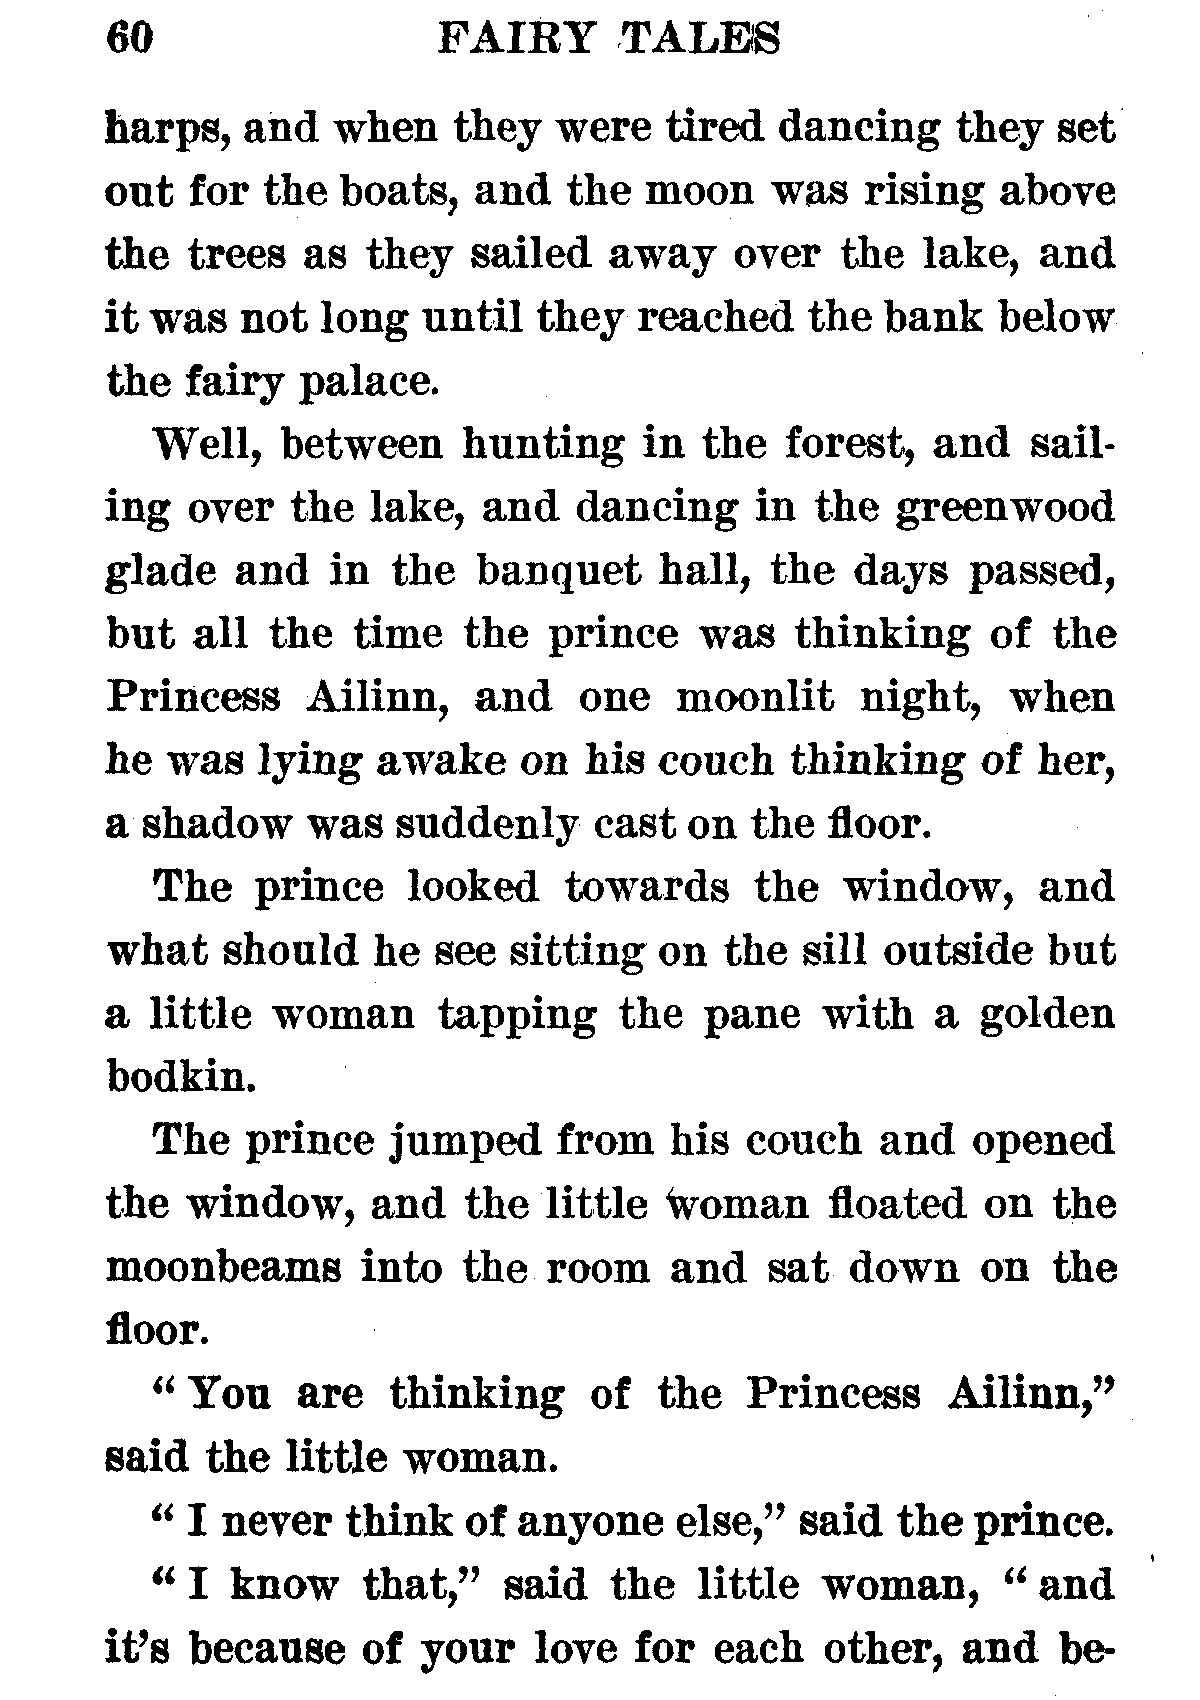 60 FAIRY TALES
harps, and when they were tired dancing they set
out for the boats, and the moon was rising above
the trees as they sailed away over the lake, and
it was not long until they reached the bank below
the fairy palace.
Well, between hunting in the forest, and sail-
ing over the lake, and dancing in the greenwood
glade and in the banquet hall, the days passed,
but all the time the prince was thinking of the
Princess Ailinn, and one moonlit night, when
he was lying awake on his couch thinking of her,
a shadow was suddenly cast on the floor.
The prince looked towards the window, and
what should he see sitting on the sill outside but
a little woman tapping the pane with a golden
bodkin.
The prince jumped from his couch and opened
the window, and the little woman floated on the
moonbeams into the room and sat down on the
floor.
“ You are thinking of the Princess Ailinn,”
said the little woman.
“ I never think of anyone else,” said the prince.
“ I know that,” said the little woman, “ and
it’s because of your love for each other, and be-